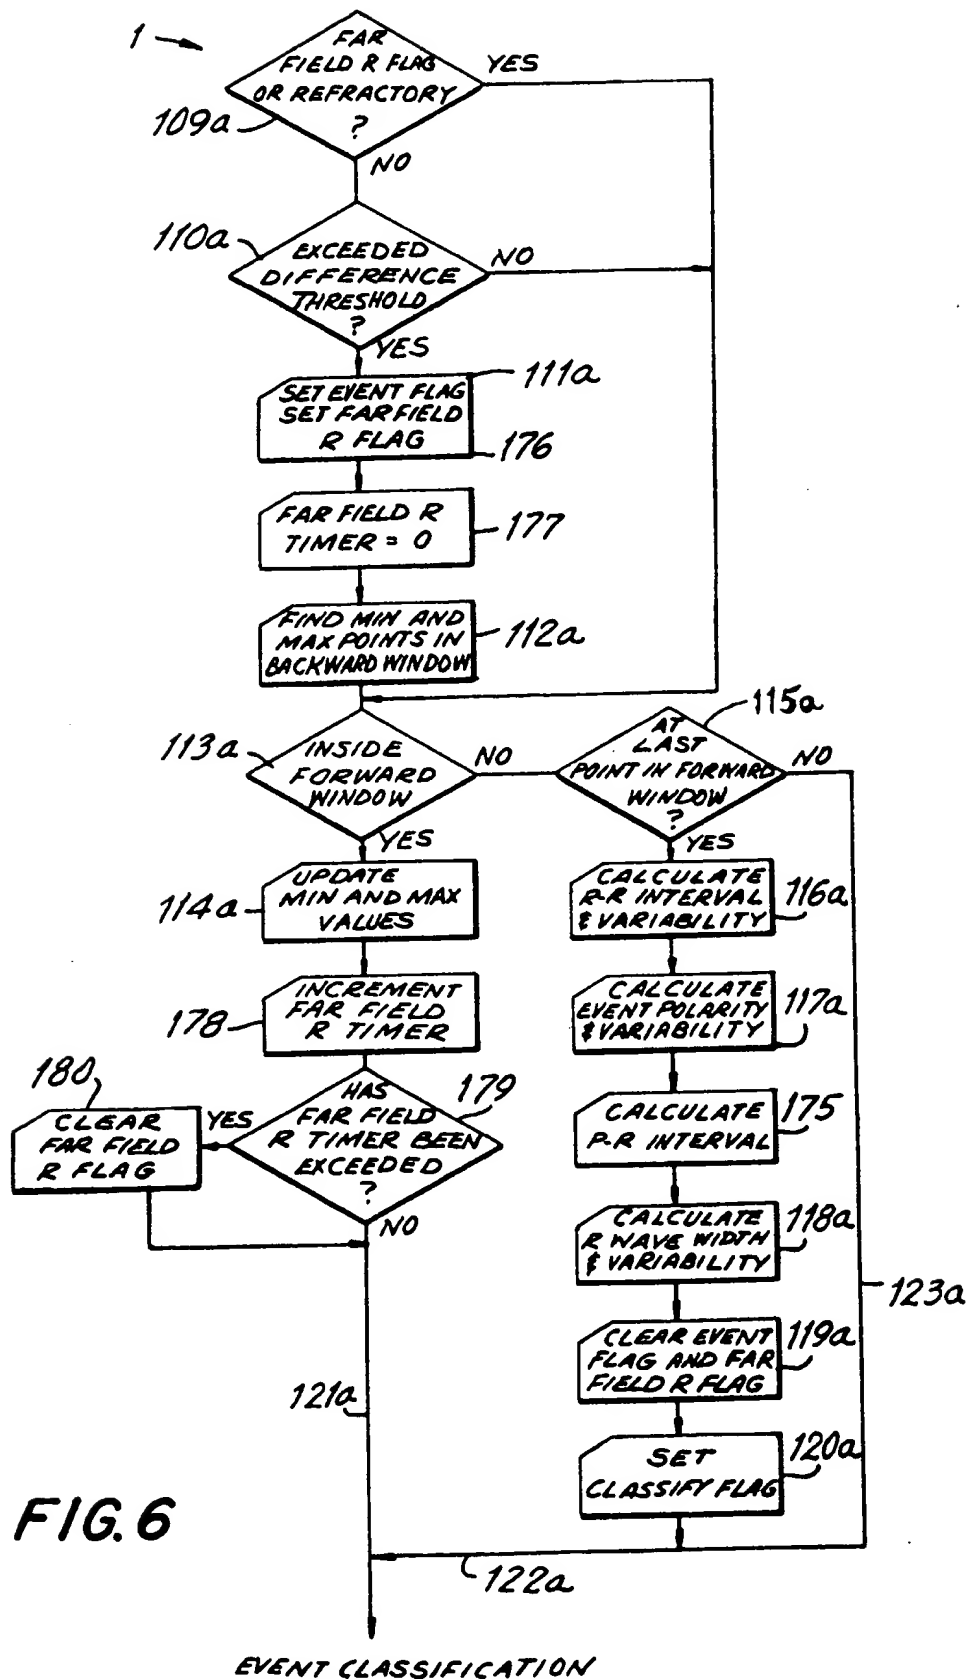 1
FAR
FIELD R FLAG
OR REFRACTORY
?
YES
109a
NO
110a
EXCEEDED
DIFFERENCE
THRESHOLD
?
NO
YES
111a
SET EVENT FLAG
SET FAR FIELD
R FLAG
176
FAR FIELD R
TIMER = 0
177
FIND MIN AND
MAX POINTS IN
BACKWARD WINDOW
112a
113a
INSIDE
FORWARD
WINDOW
NO
YES
115a
AT
LAST
POINT IN FORWARD
WINDOW
?
NO
YES
114a
UPDATE
MIN AND MAX
VALUES
CALCULATE
R-R INTERVAL
& VARIABILITY
116a
178
INCREMENT
FAR FIELD
R TIMER
CALCULATE
EVENT POLARITY
& VARIABILITY
117a
180
CLEAR
FAR FIELD
R FLAG
YES
HAS
FAR FIELD
R TIMER BEEN
EXCEEDED
?
179
NO
CALCULATE
P-R INTERVAL
175
CALCULATE
R WAVE WIDTH
& VARIABILITY
118a
123a
CLEAR EVENT
FLAG AND FAR
FIELD R FLAG
119a
121a
SET
CLASSIFY FLAG
120a
FIG. 6
122a
EVENT CLASSIFICATION